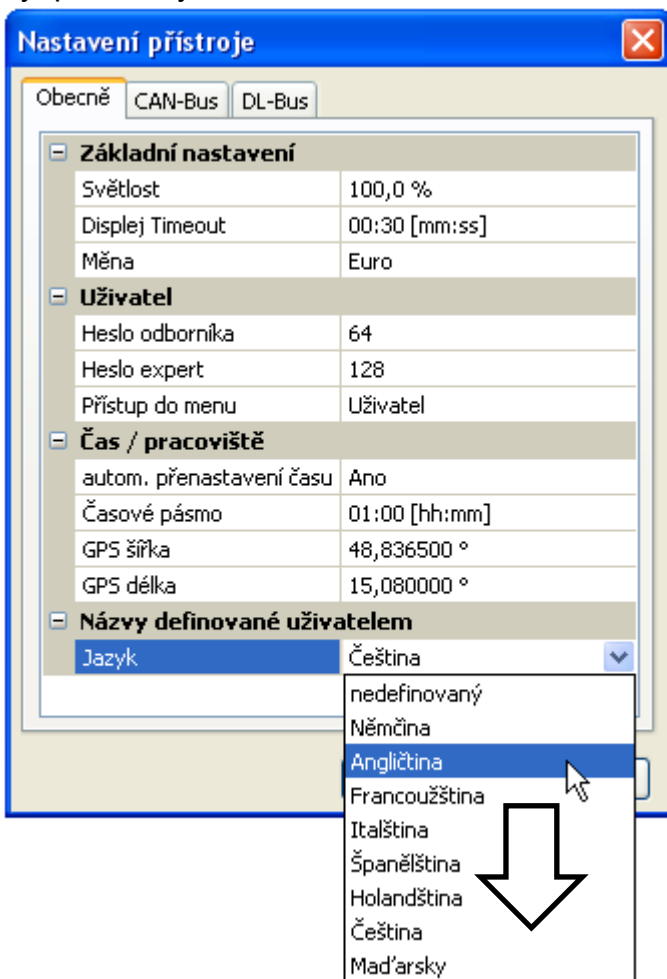 Nastavení přístroje
Obecně CAN-Bus DL-Bus
Základní nastavení
Světlost 100,0 %
Displej Timeout 00:30 [mm:ss]
Měna Euro
Uživatel
Heslo odborníka 64
Heslo expert 128
Přístup do menu Uživatel
Čas / pracoviště
autom. přenastavení času Ano
Časové pásmo 01:00 [hh:mm]
GPS šířka 48,836500 °
GPS délka 15,080000 °
Názvy definované uživatelem
Jazyk Čeština
nedefinovaný
Němčina
Angličtina
Francoužština
Italština
Španělština
Holandština
Čeština
Maďarsky